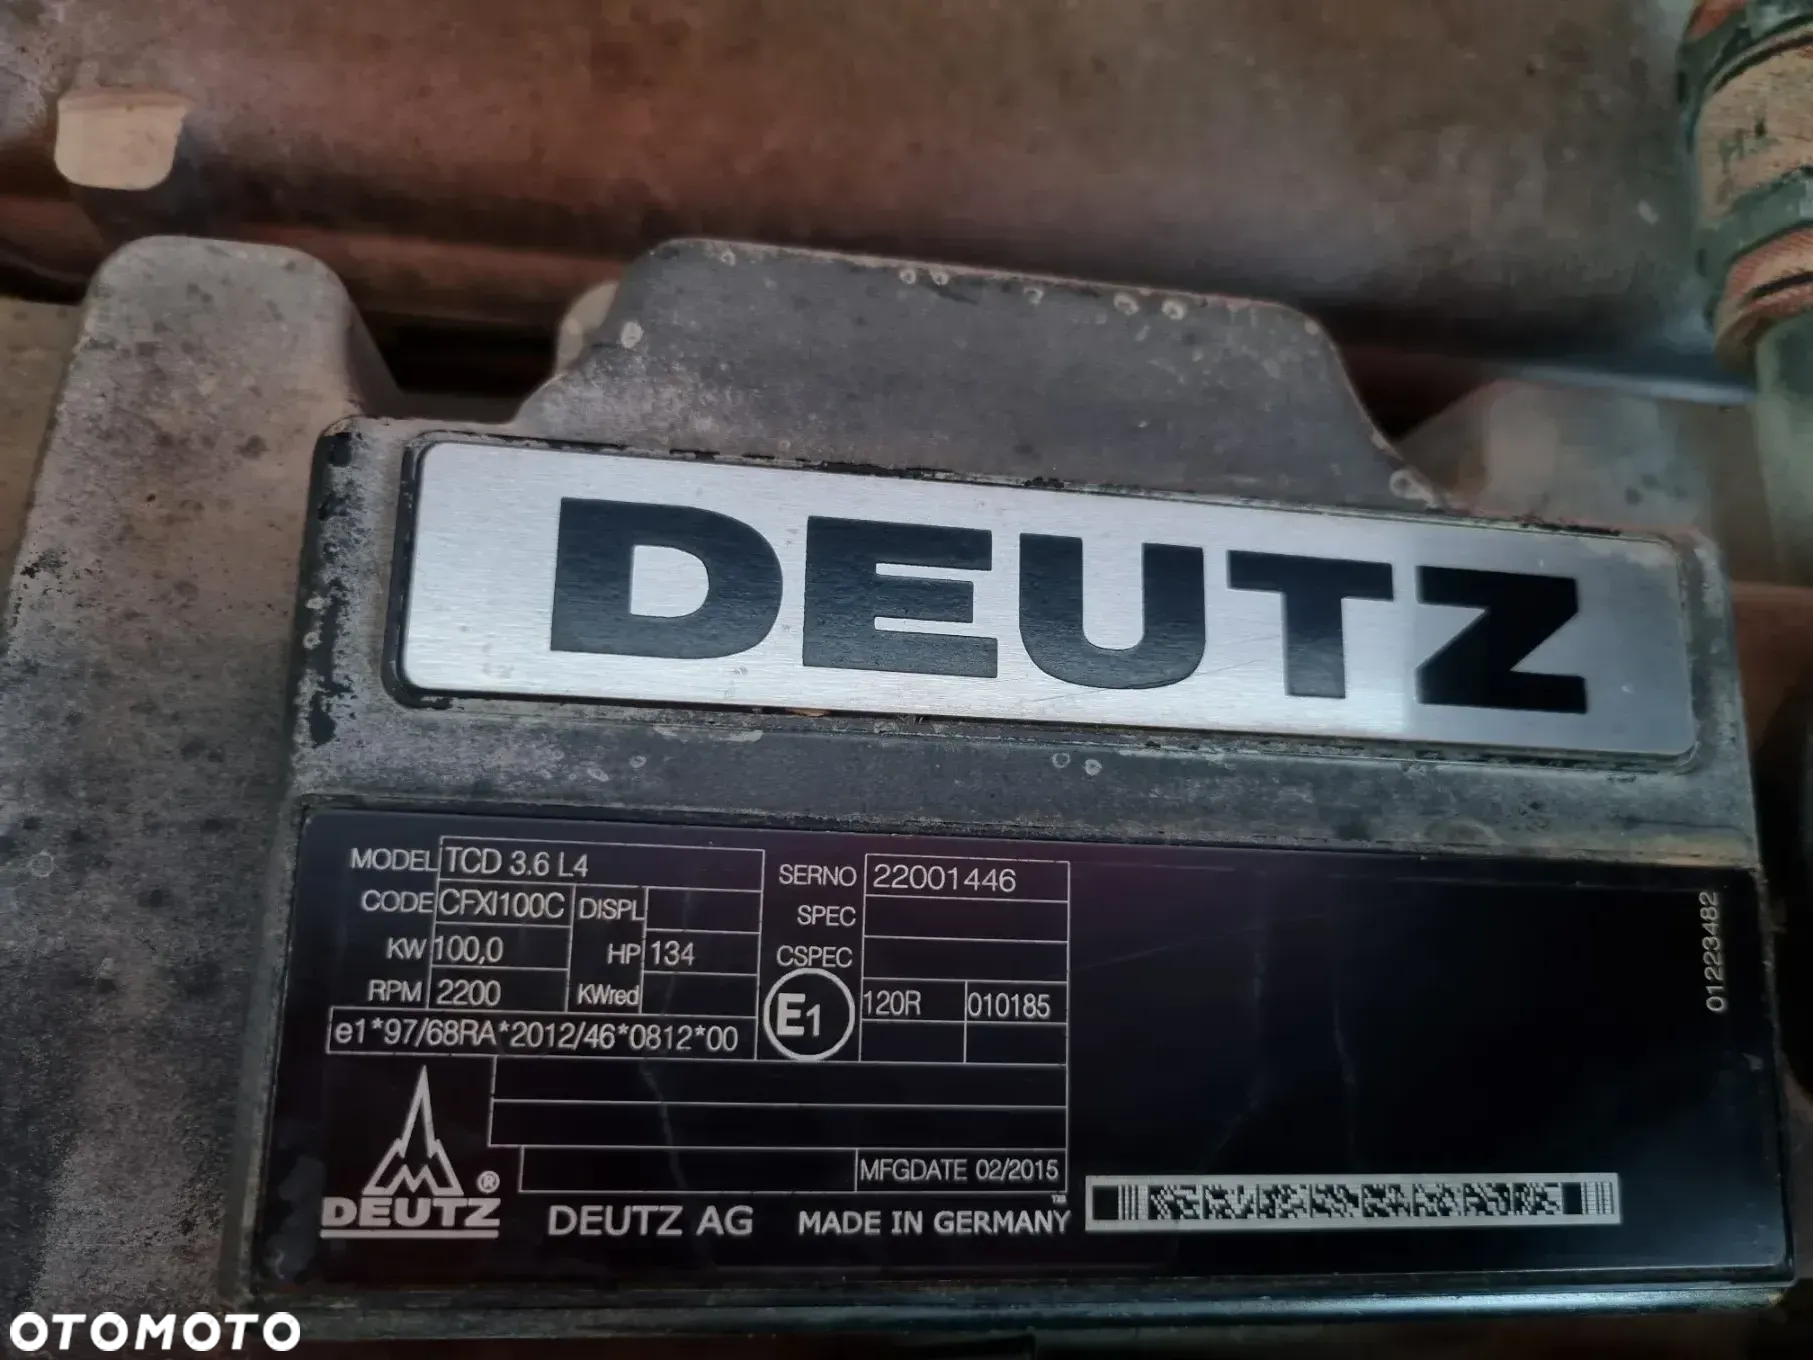 DEUTZ
MODEL TCD 3.6 L4
CODE CFXI100C DISPL
KW 100,0 HP 134
RPM 2200 KWred
e1*97/68RA*2012/46*0812*00
SERNO 22001446
SPEC
CSPEC
E1 120R 010185
MFGDATE 02/2015
DEUTZ ®
DEUTZ AG MADE IN GERMANY ™
01223482
OTOMOTO